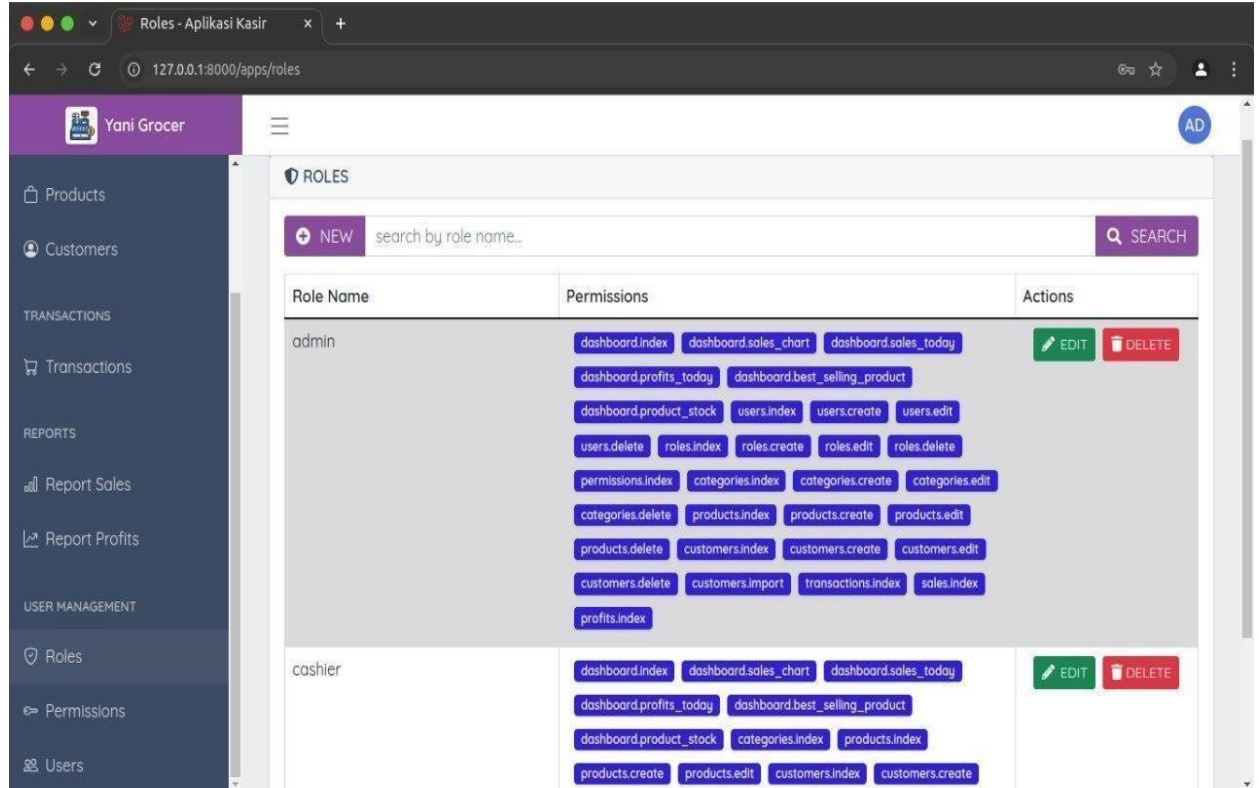 Roles - Aplikasi Kasir
127.0.0.1:8000/apps/roles
Yani Grocer
AD
Products
Customers
TRANSACTIONS
Transactions
REPORTS
Report Sales
Report Profits
USER MANAGEMENT
Roles
Permissions
Users
ROLES
NEW search by role name... SEARCH
Role Name Permissions Actions
admin dashboard.index dashboard.sales_chart dashboard.sales_today EDIT DELETE
dashboard.profits_today dashboard.best_selling_product
dashboard.product_stock users.index users.create users.edit
users.delete roles.index roles.create roles.edit roles.delete
permissions.index categories.index categories.create categories.edit
categories.delete products.index products.create products.edit
products.delete customers.index customers.create customers.edit
customers.delete customers.import transactions.index sales.index
profits.index
cashier dashboard.index dashboard.sales_chart dashboard.sales_today EDIT DELETE
dashboard.profits_today dashboard.best_selling_product
dashboard.product_stock categories.index products.index
products.create products.edit customers.index customers.create